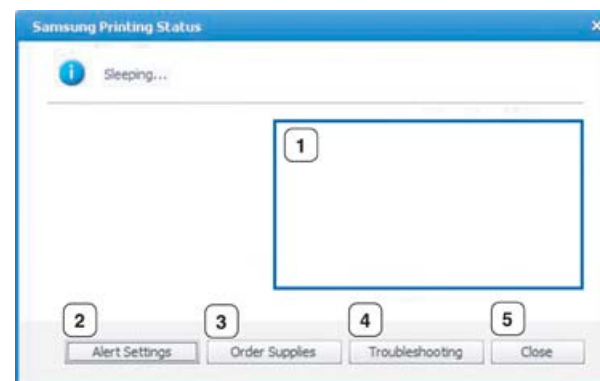 Samsung Printing Status
Sleeping...
1
2 3 4 5
Alert Settings Order Supplies Troubleshooting Close